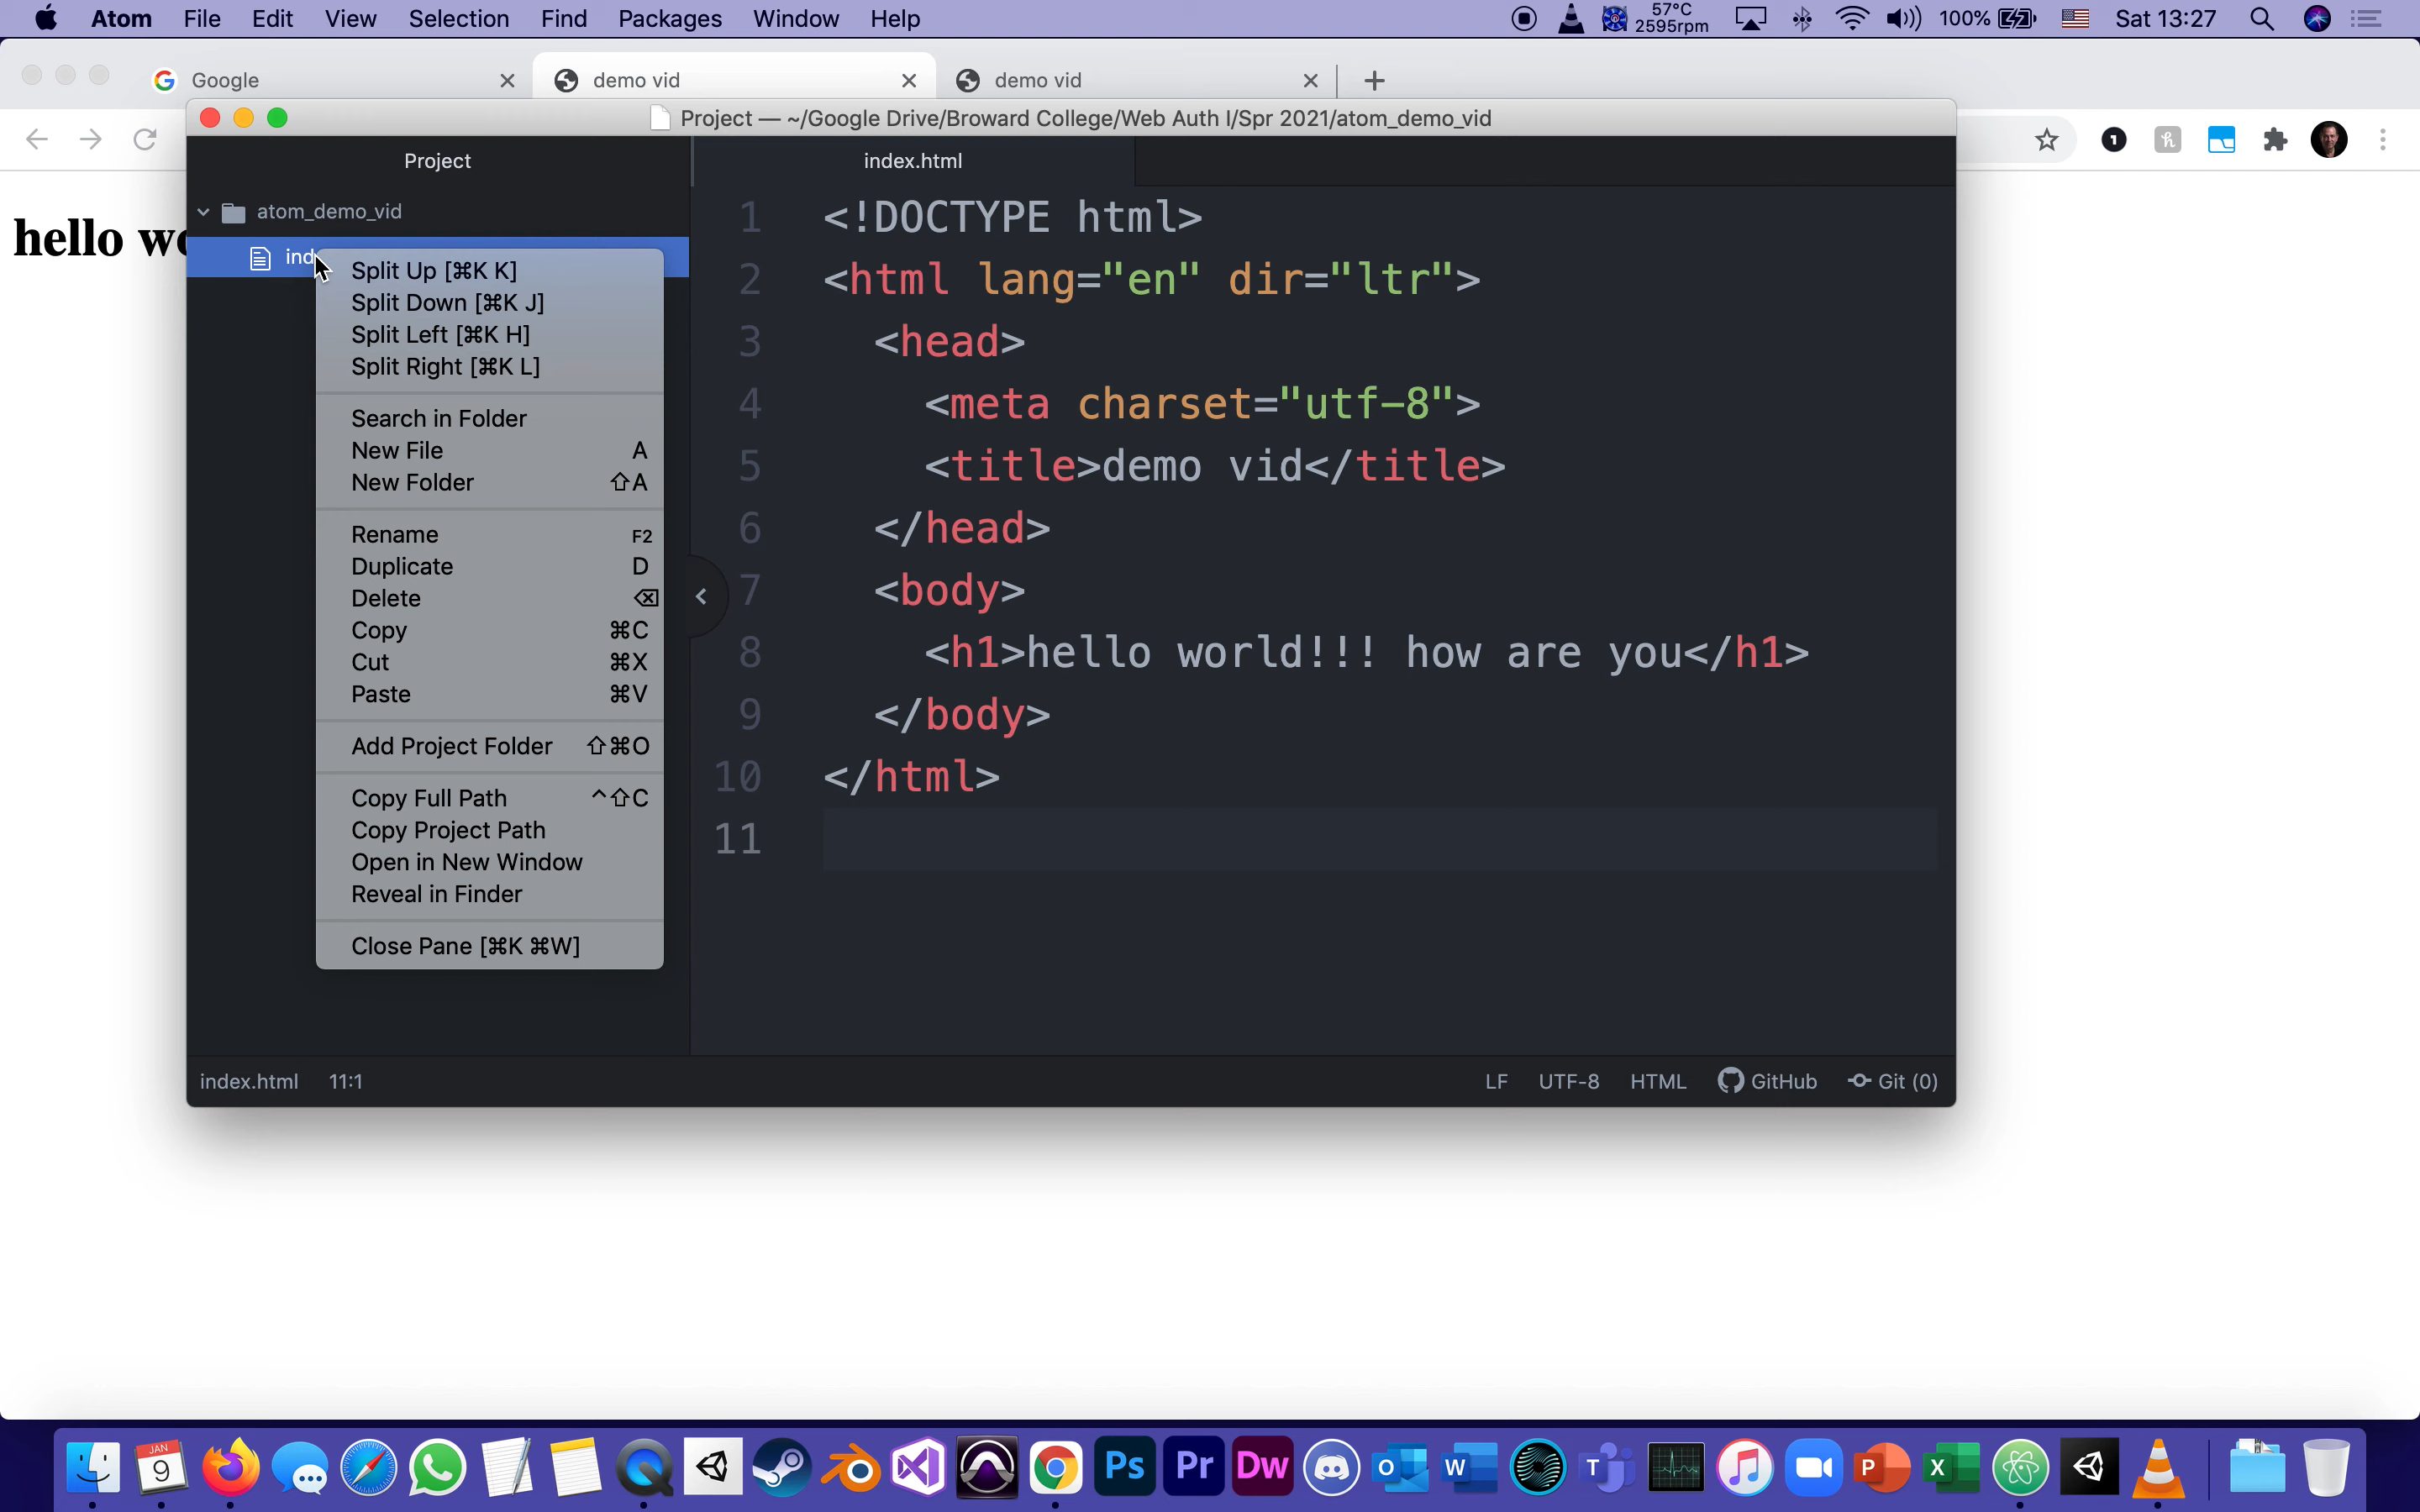 Atom File Edit View Selection Find Packages Window Help 57°C 2595rpm 100% Sat 13:27
Google demo vid demo vid
Project — ~/Google Drive/Broward College/Web Auth I/Spr 2021/atom_demo_vid
Project index.html
atom_demo_vid
hello
ind
Split Up [⌘K K]
Split Down [⌘K J]
Split Left [⌘K H]
Split Right [⌘K L]
Search in Folder
New File A
New Folder ⇧A
Rename F2
Duplicate D
Delete ⌫
Copy ⌘C
Cut ⌘X
Paste ⌘V
Add Project Folder ⇧⌘O
Copy Full Path ^⇧C
Copy Project Path
Open in New Window
Reveal in Finder
Close Pane [⌘K ⌘W]
1 <!DOCTYPE html>
2 <html lang="en" dir="ltr">
3 <head>
4 <meta charset="utf-8">
5 <title>demo vid</title>
6 </head>
7 <body>
8 <h1>hello world!!! how are you</h1>
9 </body>
10 </html>
11
index.html 11:1 LF UTF-8 HTML GitHub Git (0)
JAN
9
Ps Pr Dw O W T P X